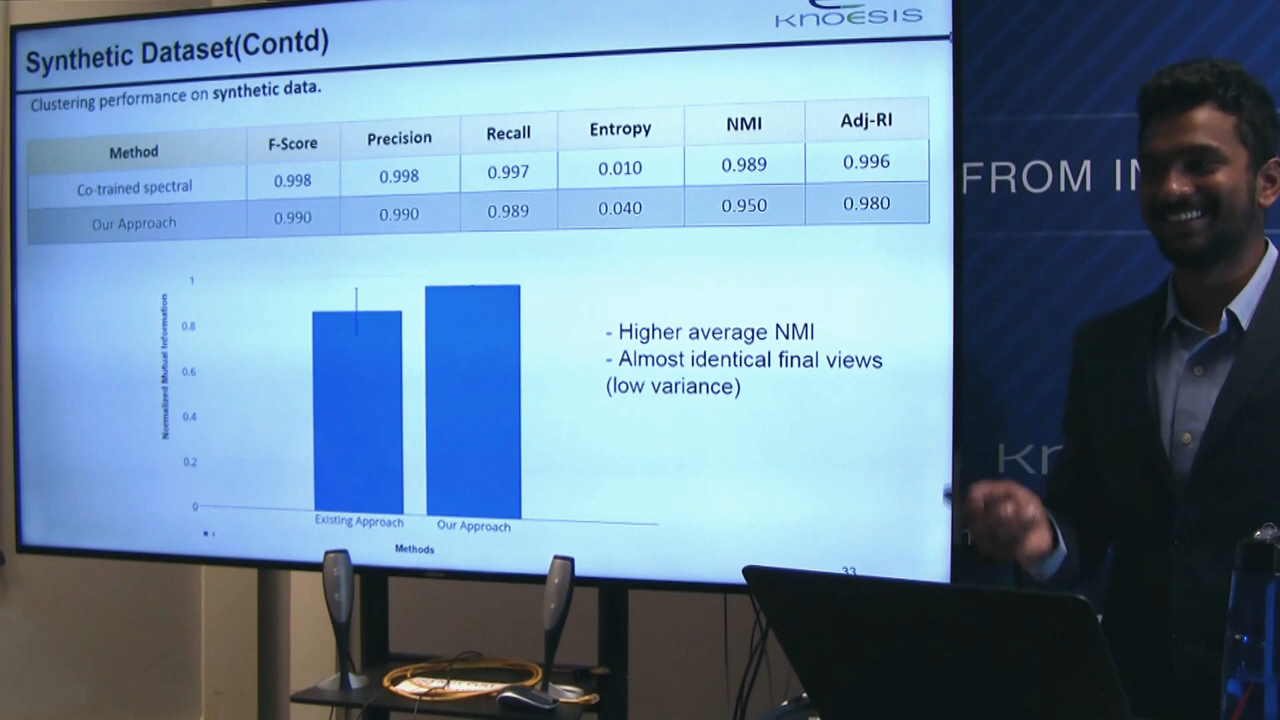 KNOESIS
Synthetic Dataset(Contd)
Clustering performance on synthetic data.
Method F-Score Precision Recall Entropy NMI Adj-RI
Co-trained spectral 0.998 0.998 0.997 0.010 0.989 0.996
Our Approach 0.990 0.990 0.989 0.040 0.950 0.980
Normalized Mutual Information
1
0.8
0.6
0.4
0.2
0
Existing Approach Our Approach
Methods
- Higher average NMI
- Almost identical final views
(low variance)
33
FROM